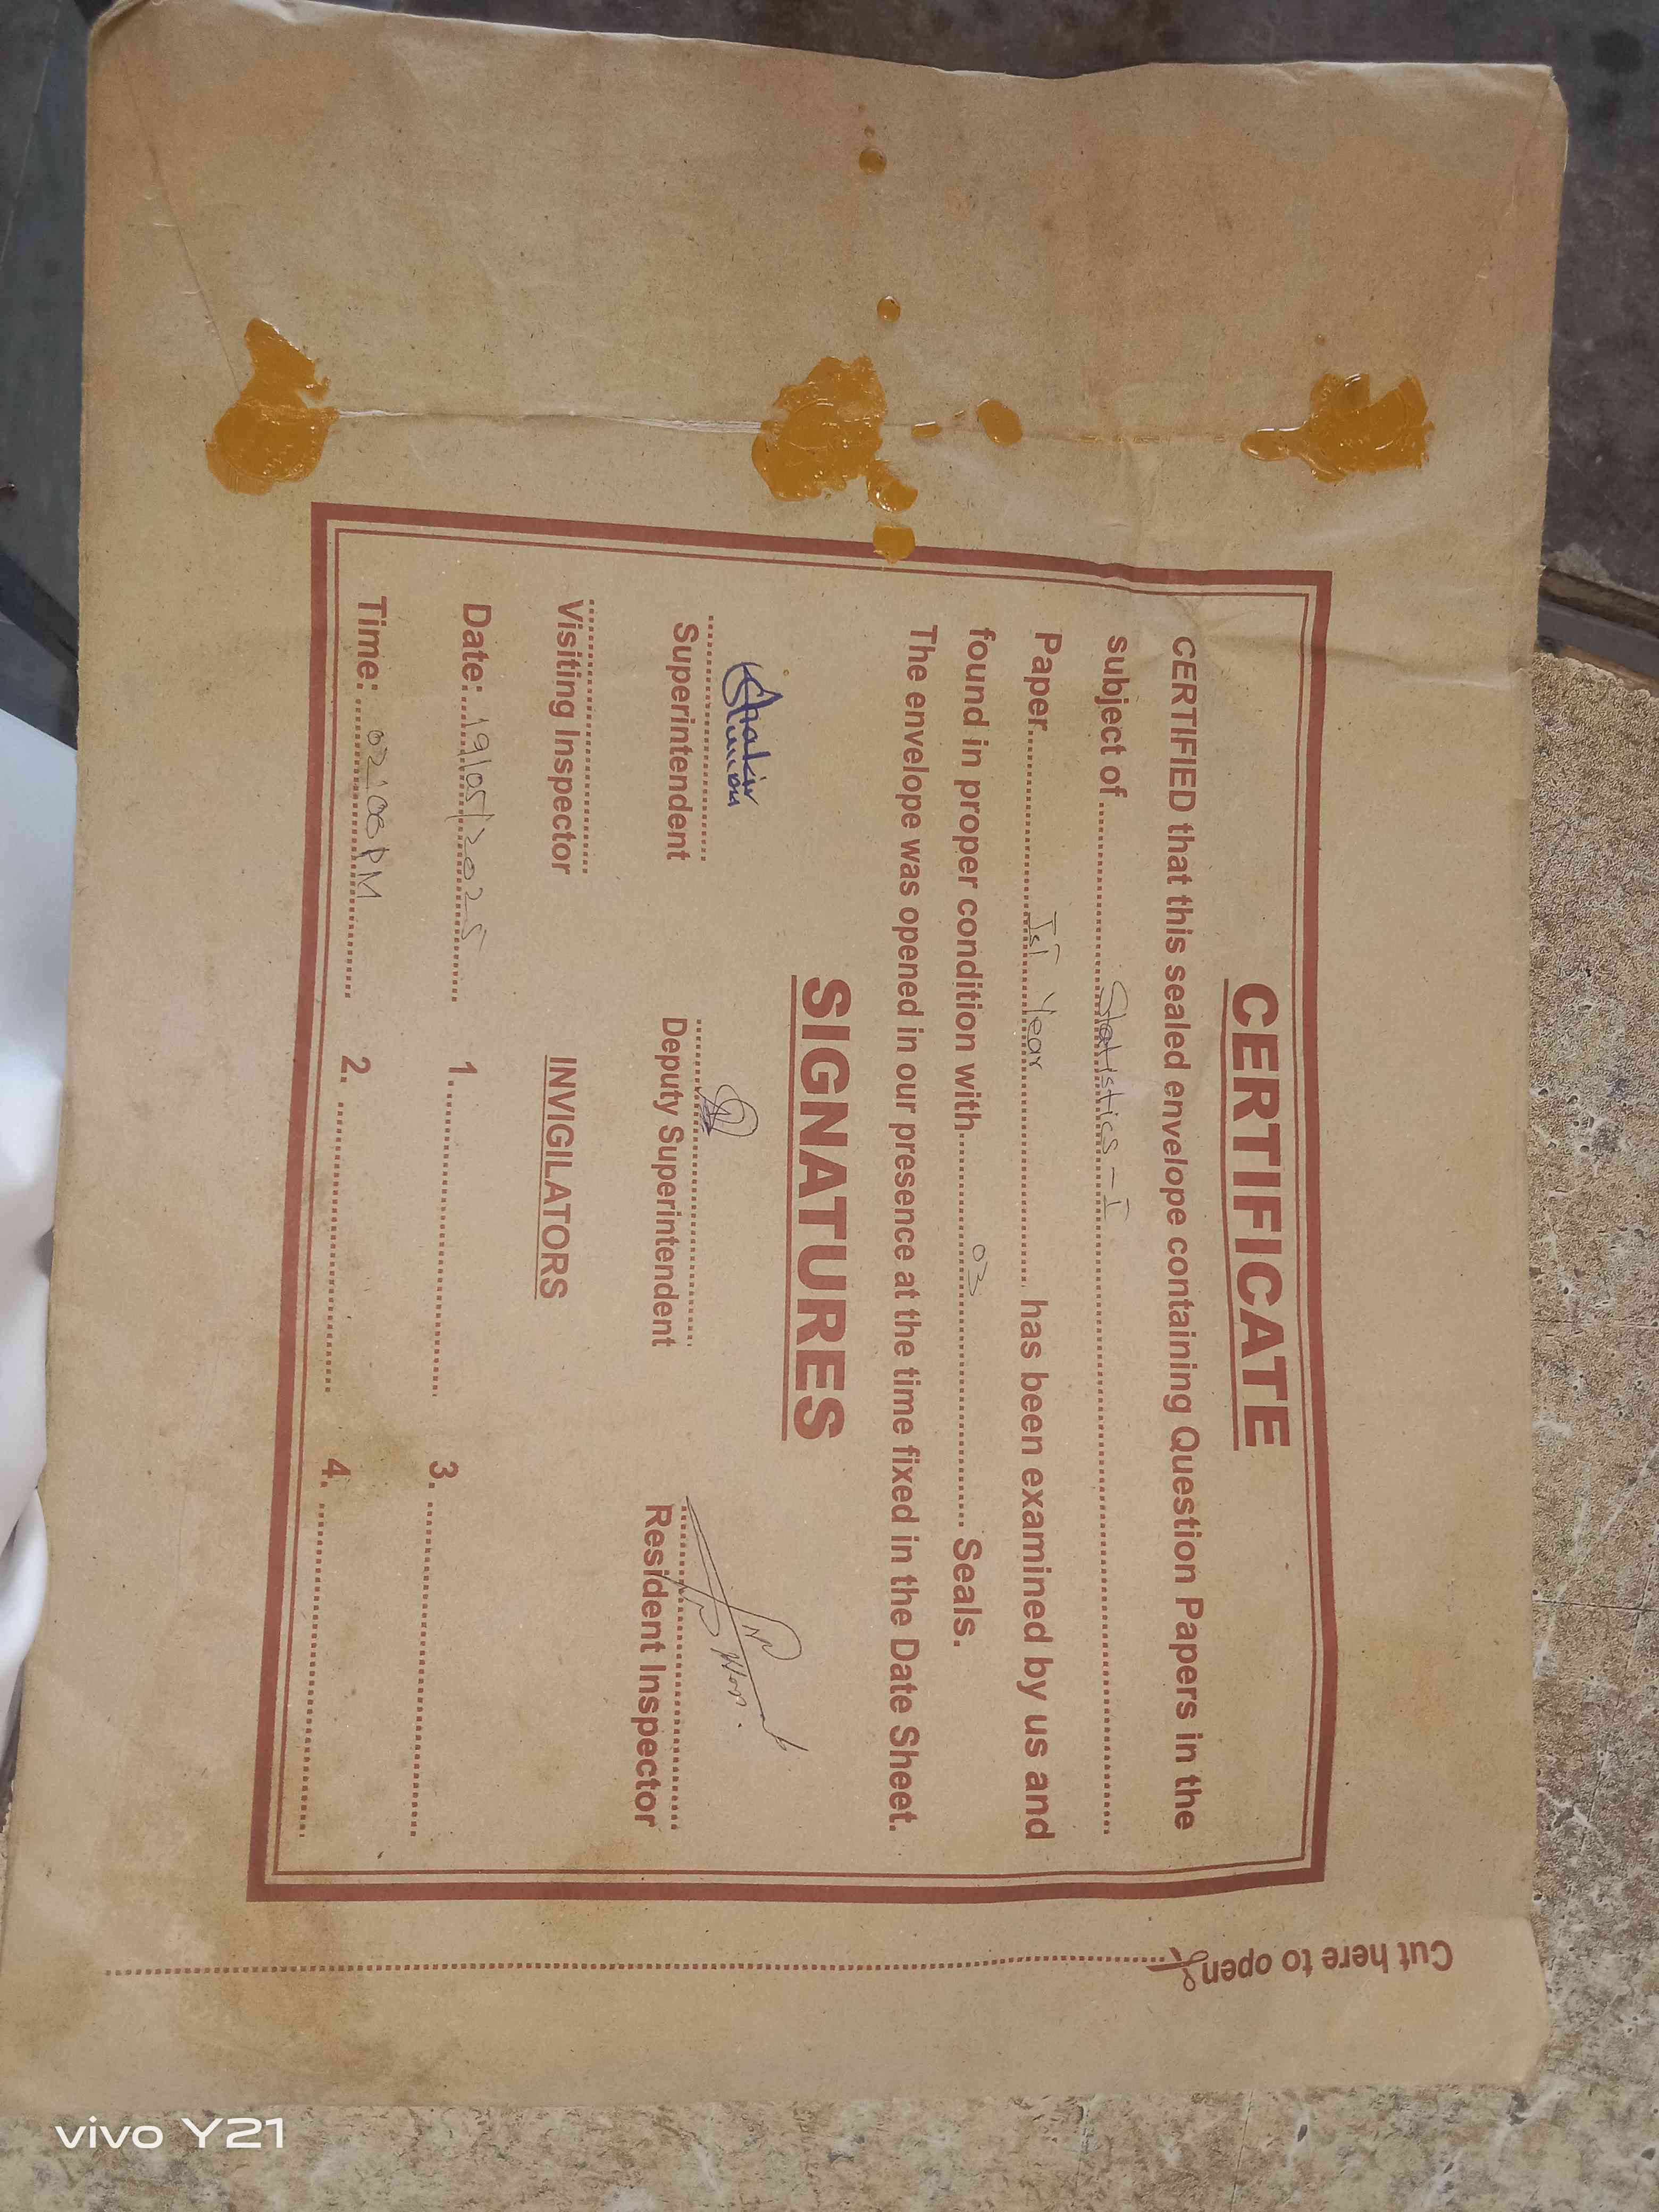 CERTIFICATE
CERTIFIED that this sealed envelope containing Question Papers in the
subject of Statistics - I
Paper 1st Year has been examined by us and
found in proper condition with 03 Seals.
The envelope was opened in our presence at the time fixed in the Date Sheet.
SIGNATURES
Superintendent Deputy Superintendent Resident Inspector
Visiting Inspector INVIGILATORS
Date: 19/05/2025 1. 3.
Time: 02:08 PM 2. 4.
Cut here to open
vivo Y21